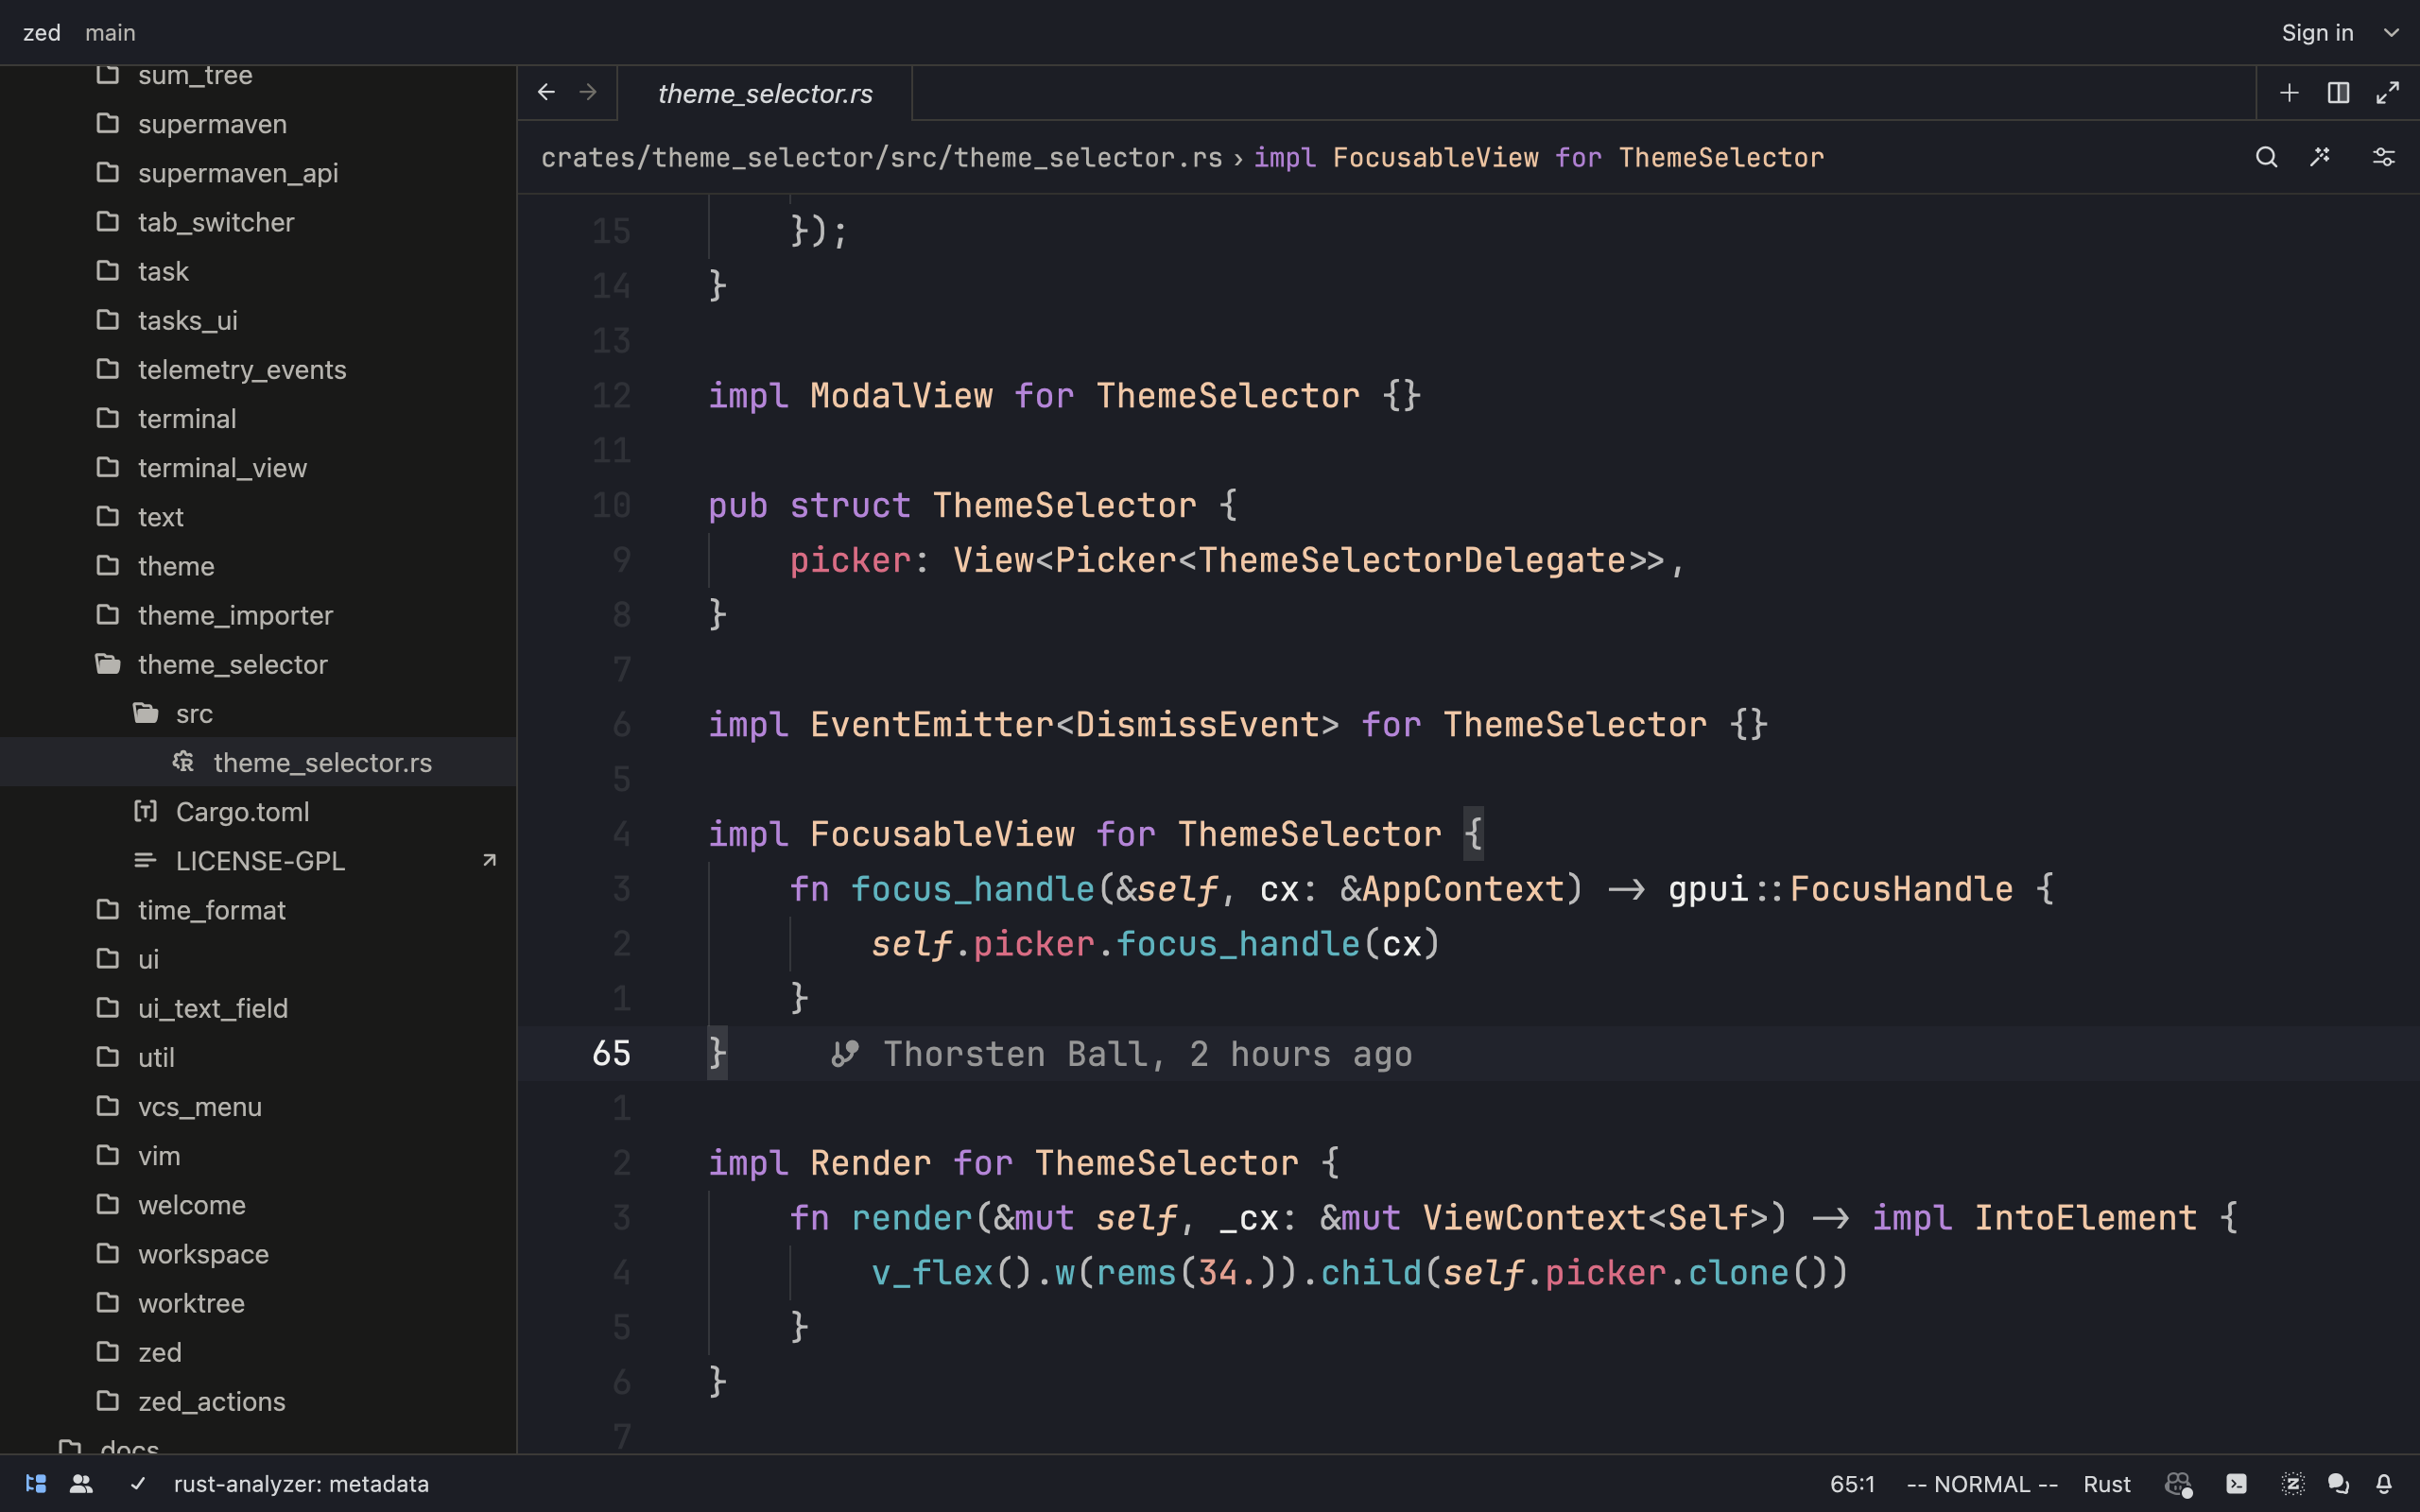 zed main
Sign in
sum_tree
supermaven
supermaven_api
tab_switcher
task
tasks_ui
telemetry_events
terminal
terminal_view
text
theme
theme_importer
theme_selector
src
theme_selector.rs
Cargo.toml
LICENSE-GPL
time_format
ui
ui_text_field
util
vcs_menu
vim
welcome
workspace
worktree
zed
zed_actions
docs
theme_selector.rs
crates/theme_selector/src/theme_selector.rs › impl FocusableView for ThemeSelector
15     });
14 }
13
12 impl ModalView for ThemeSelector {}
11
10 pub struct ThemeSelector {
9     picker: View<Picker<ThemeSelectorDelegate>>,
8 }
7
6 impl EventEmitter<DismissEvent> for ThemeSelector {}
5
4 impl FocusableView for ThemeSelector {
3     fn focus_handle(&self, cx: &AppContext) -> gpui::FocusHandle {
2         self.picker.focus_handle(cx)
1     }
65 } Thorsten Ball, 2 hours ago
1
2 impl Render for ThemeSelector {
3     fn render(&mut self, _cx: &mut ViewContext<Self>) -> impl IntoElement {
4         v_flex().w(rems(34.)).child(self.picker.clone())
5     }
6 }
7
rust-analyzer: metadata
65:1 -- NORMAL -- Rust